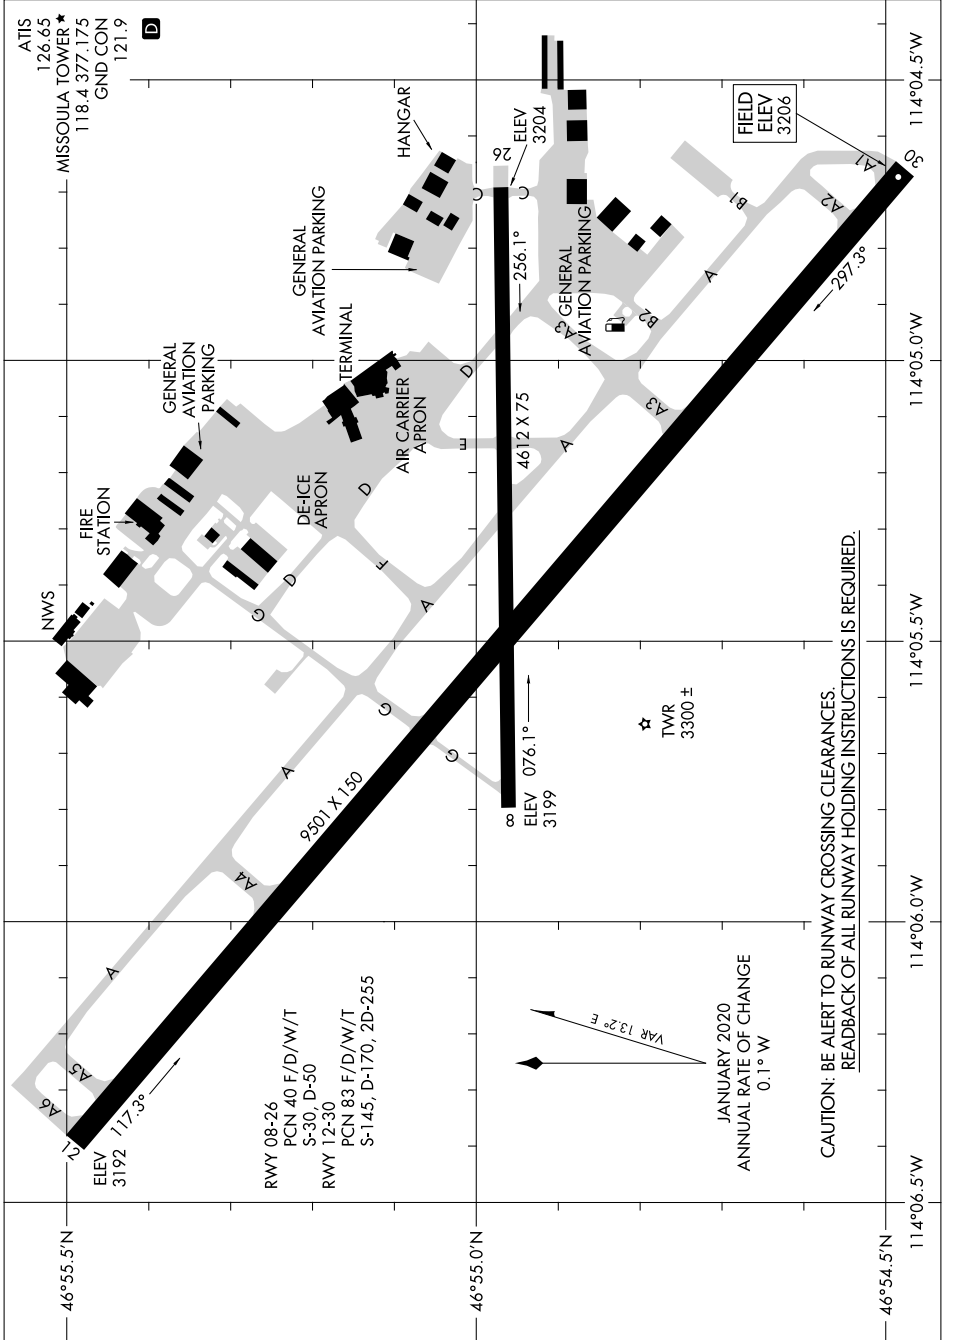 ATIS
126.65
MISSOULA TOWER★
118.4 377.175
GND CON
121.9
D
NWS
FIRE
STATION
GENERAL
AVIATION
PARKING
TERMINAL
GENERAL
AVIATION PARKING
HANGAR
DE-ICE
APRON
AIR CARRIER
APRON
GENERAL
AVIATION PARKING
FIELD
ELEV
3206
ELEV
3204
26
256.1°
4612 X 75
076.1°
8
ELEV
3199
12
ELEV
3192
117.3°
9501 X 150
297.3°
30
A6
A5
A
A4
A
G
G
G
D
F
A
D
E
D
A
A3
A3
B2
A
B1
A2
A1
C
C
TWR
3300 ±
RWY 08-26
PCN 40 F/D/W/T
S-30, D-50
RWY 12-30
PCN 83 F/D/W/T
S-145, D-170, 2D-255
VAR 13.2° E
JANUARY 2020
ANNUAL RATE OF CHANGE
0.1° W
CAUTION: BE ALERT TO RUNWAY CROSSING CLEARANCES.
READBACK OF ALL RUNWAY HOLDING INSTRUCTIONS IS REQUIRED.
46°55.5'N
46°55.0'N
46°54.5'N
114°06.5'W
114°06.0'W
114°05.5'W
114°05.0'W
114°04.5'W